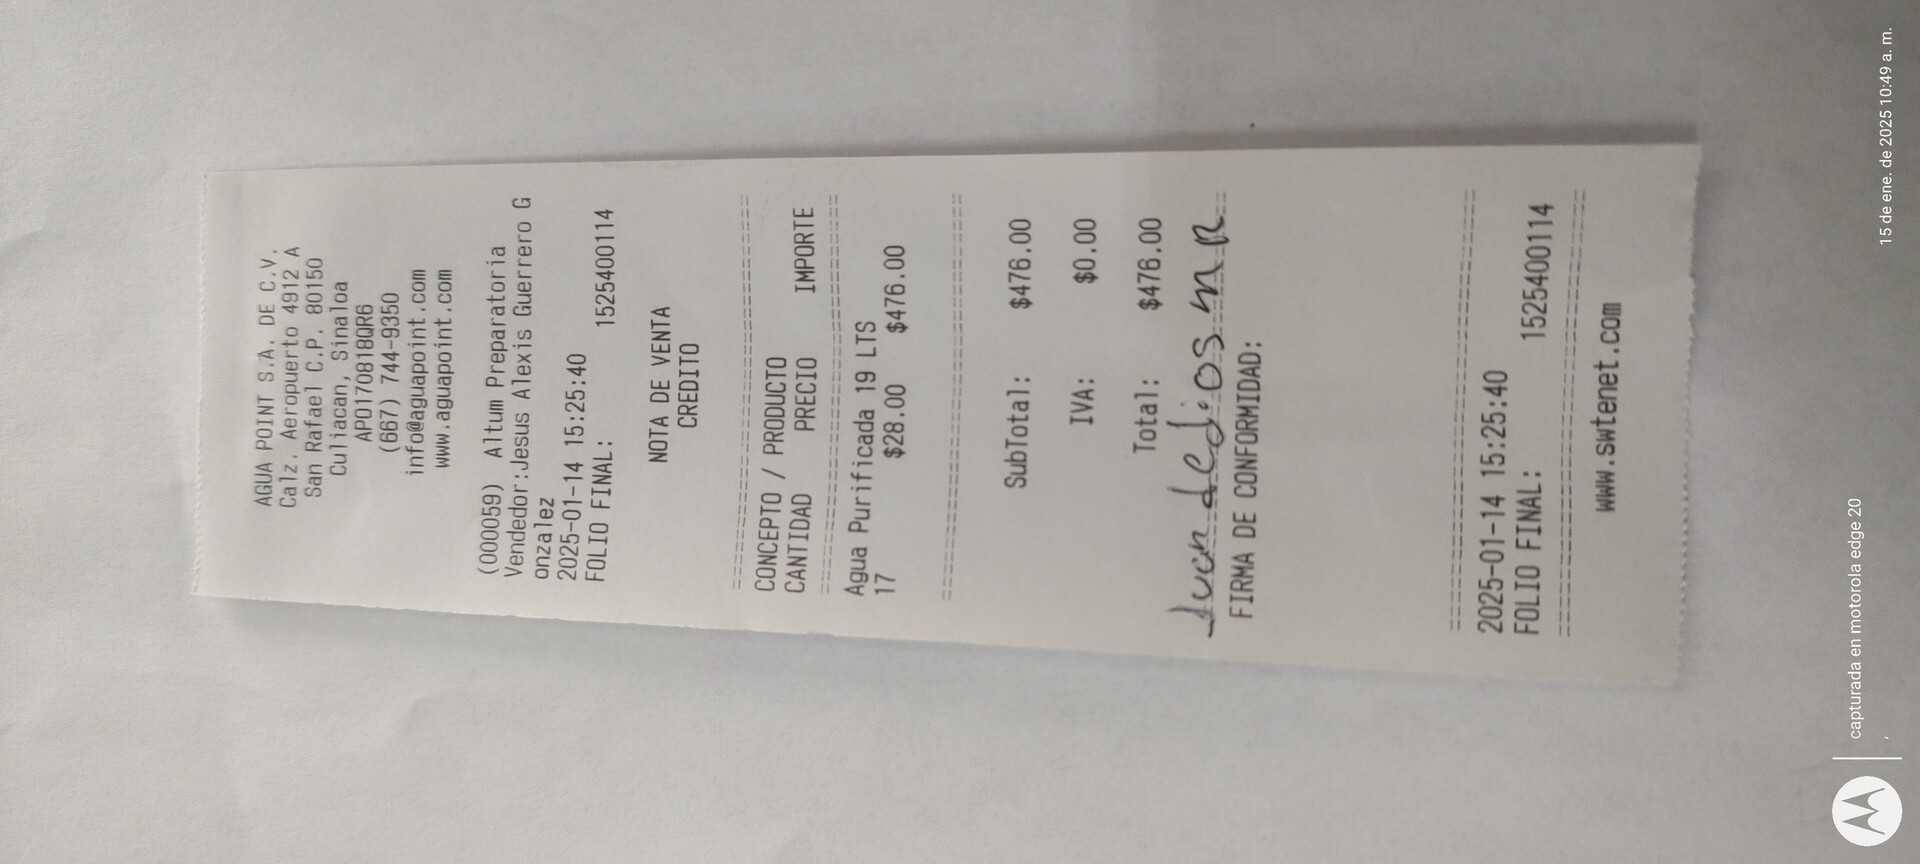 AGUA POINT S.A. DE C.V.
Calz. Aeropuerto 4912 A
San Rafael C.P. 80150
Culiacan, Sinaloa
APO170818QR6
(667) 744-9350
info@aguapoint.com
www.aguapoint.com
(000059) Altum Preparatoria
Vendedor:Jesus Alexis Guerrero G
onzalez
2025-01-14 15:25:40
FOLIO FINAL: 1525400114
NOTA DE VENTA
CREDITO
================================
CONCEPTO / PRODUCTO
CANTIDAD PRECIO IMPORTE
================================
Agua Purificada 19 LTS
17 $28.00 $476.00
================================
SubTotal: $476.00
IVA: $0.00
Total: $476.00
Juan de Dios M R
FIRMA DE CONFORMIDAD:
================================
2025-01-14 15:25:40
FOLIO FINAL: 1525400114
================================
www.swtenet.com
capturada en motorola edge 20
15 de ene. de 2025 10:49 a. m.